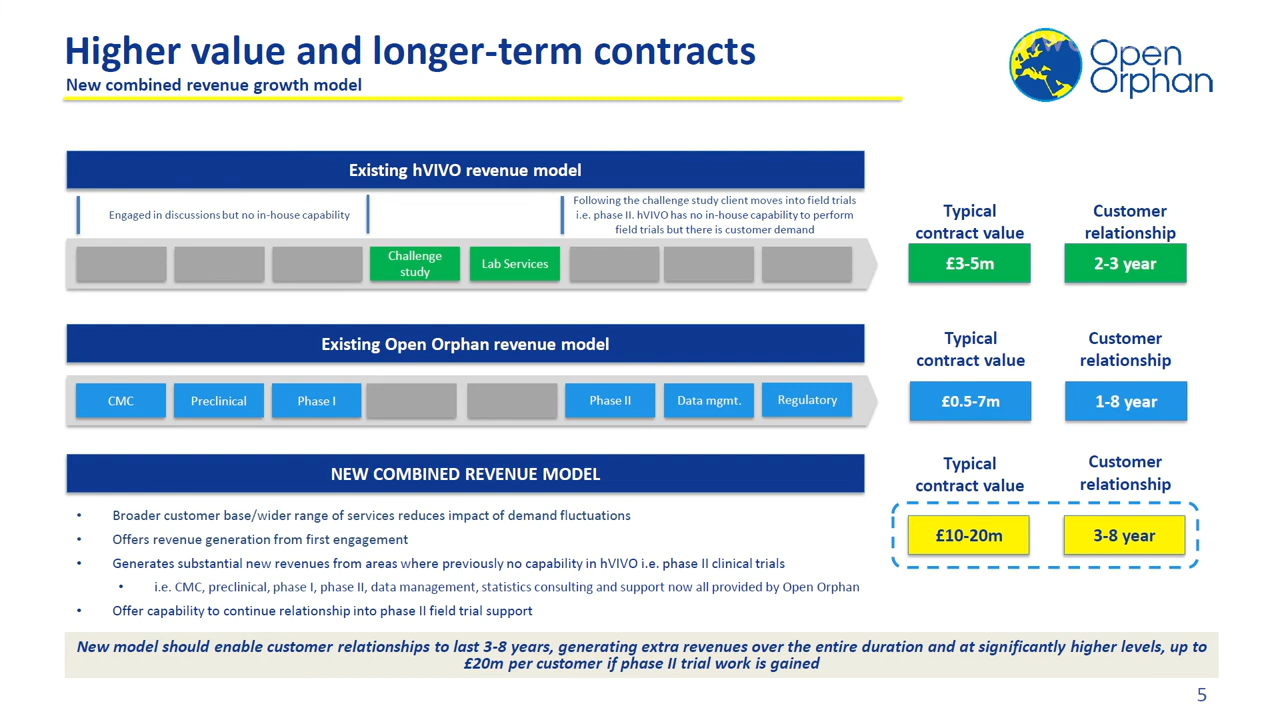 Higher value and longer-term contracts
New combined revenue growth model
Open
Orphan
Existing hVIVO revenue model
Engaged in discussions but no in-house capability
Following the challenge study client moves into field trials
i.e. phase II. hVIVO has no in-house capability to perform
field trials but there is customer demand
Challenge
study
Lab Services
Typical
contract value
£3-5m
Customer
relationship
2-3 year
Existing Open Orphan revenue model
CMC
Preclinical
Phase I
Phase II
Data mgmt.
Regulatory
Typical
contract value
£0.5-7m
Customer
relationship
1-8 year
NEW COMBINED REVENUE MODEL
• Broader customer base/wider range of services reduces impact of demand fluctuations
• Offers revenue generation from first engagement
• Generates substantial new revenues from areas where previously no capability in hVIVO i.e. phase II clinical trials
• i.e. CMC, preclinical, phase I, phase II, data management, statistics consulting and support now all provided by Open Orphan
• Offer capability to continue relationship into phase II field trial support
Typical
contract value
£10-20m
Customer
relationship
3-8 year
New model should enable customer relationships to last 3-8 years, generating extra revenues over the entire duration and at significantly higher levels, up to
£20m per customer if phase II trial work is gained
5